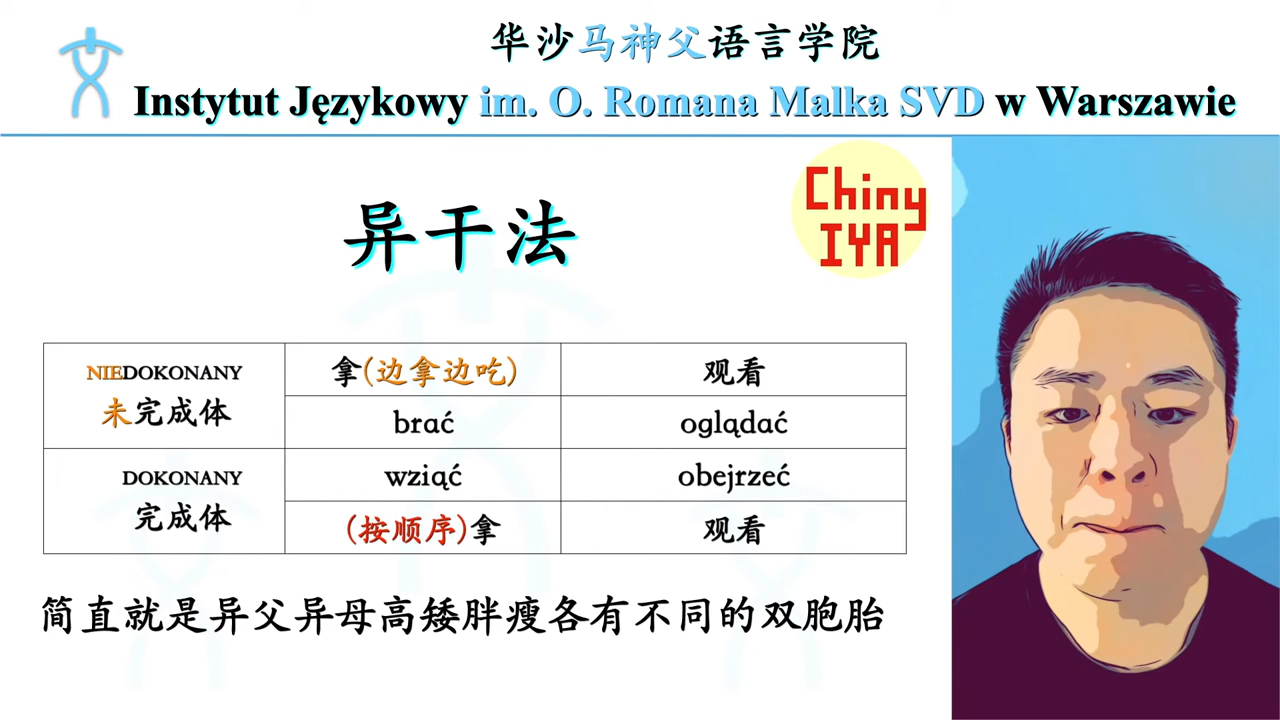 华沙马神父语言学院
Instytut Językowy im. O. Romana Malka SVD w Warszawie
Chiny
IYA
异干法
NIEDOKONANY
未完成体
拿(边拿边吃)
观看
brać
oglądać
DOKONANY
完成体
wziąć
obejrzeć
(按顺序)拿
观看
简直就是异父异母高矮胖瘦各有不同的双胞胎